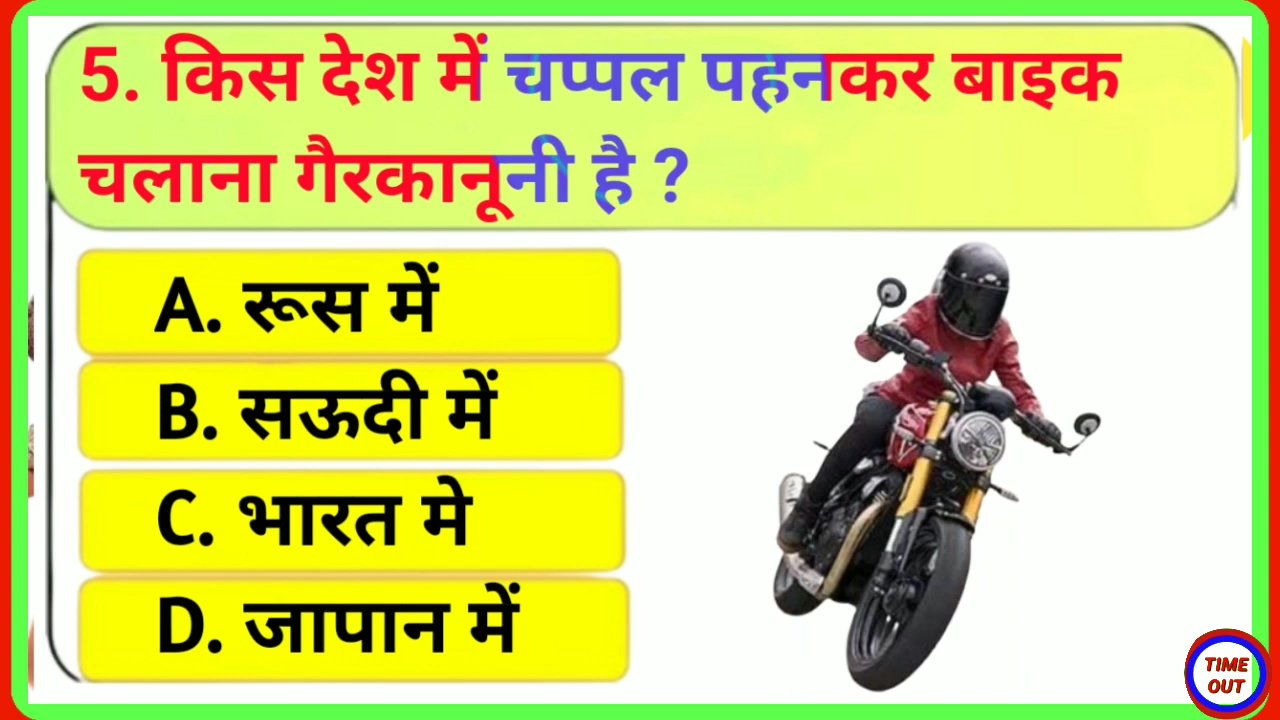 5. किस देश में चप्पल पहनकर बाइक
चलाना गैरकानूनी है ?
A. रूस में
B. सऊदी में
C. भारत मे
D. जापान में
TIME
OUT